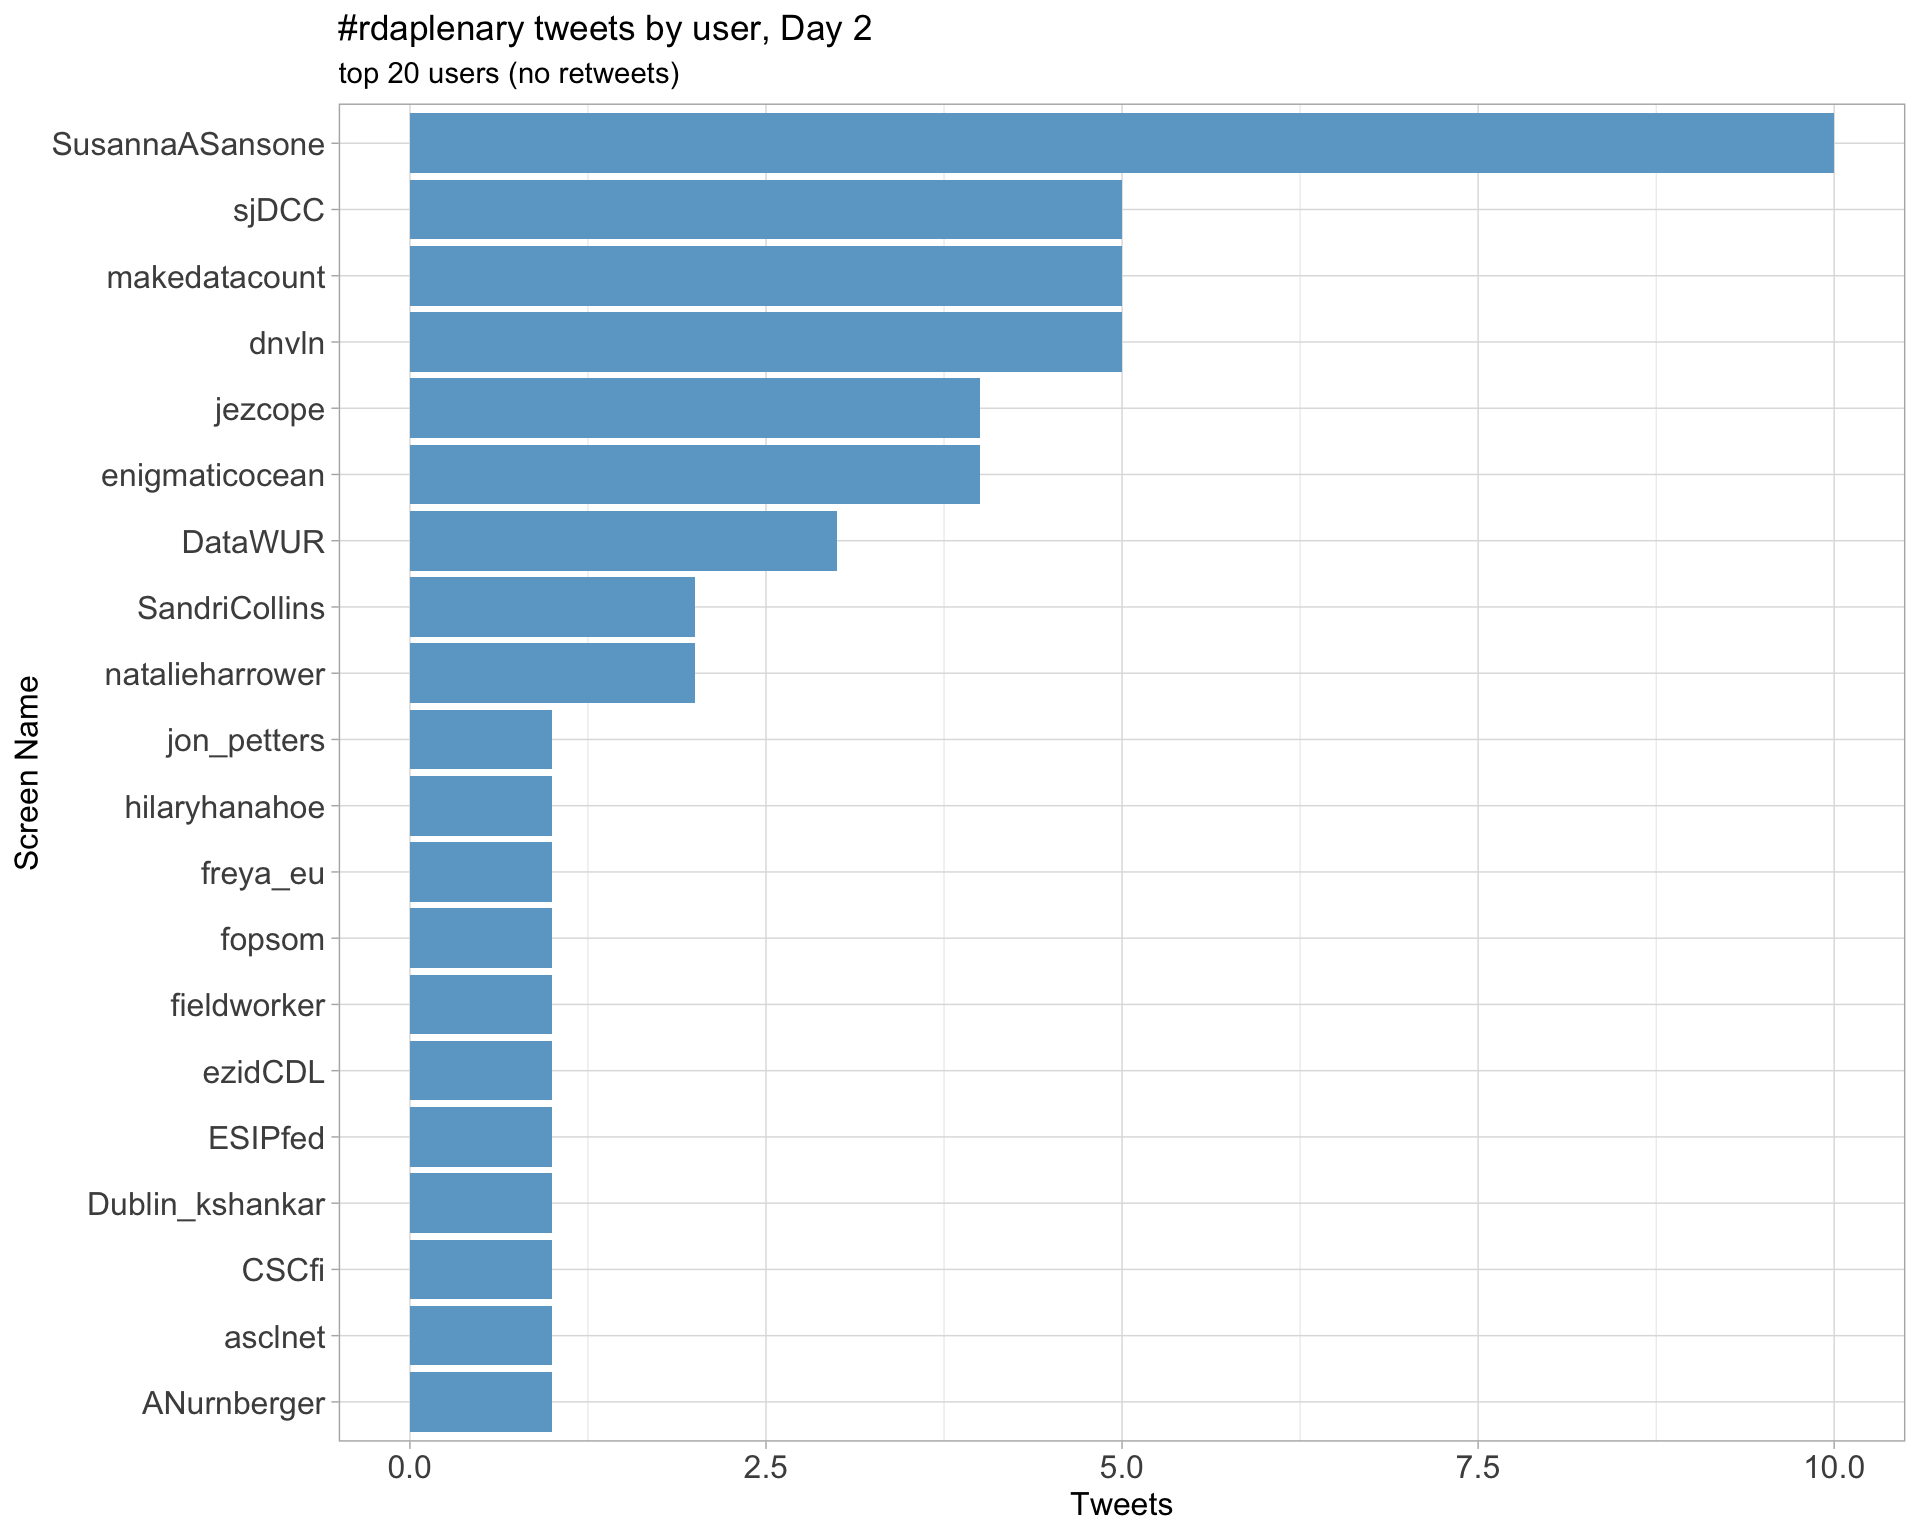 #rdaplenary tweets by user, Day 2
top 20 users (no retweets)
SusannaASansone
sjDCC
makedatacount
dnvln
jezcope
enigmaticocean
DataWUR
SandriCollins
natalieharrower
jon_petters
hilaryhanahoe
freya_eu
fopsom
fieldworker
ezidCDL
ESIPfed
Dublin_kshankar
CSCfi
asclnet
ANurnberger
Screen Name
0.0 2.5 5.0 7.5 10.0
Tweets